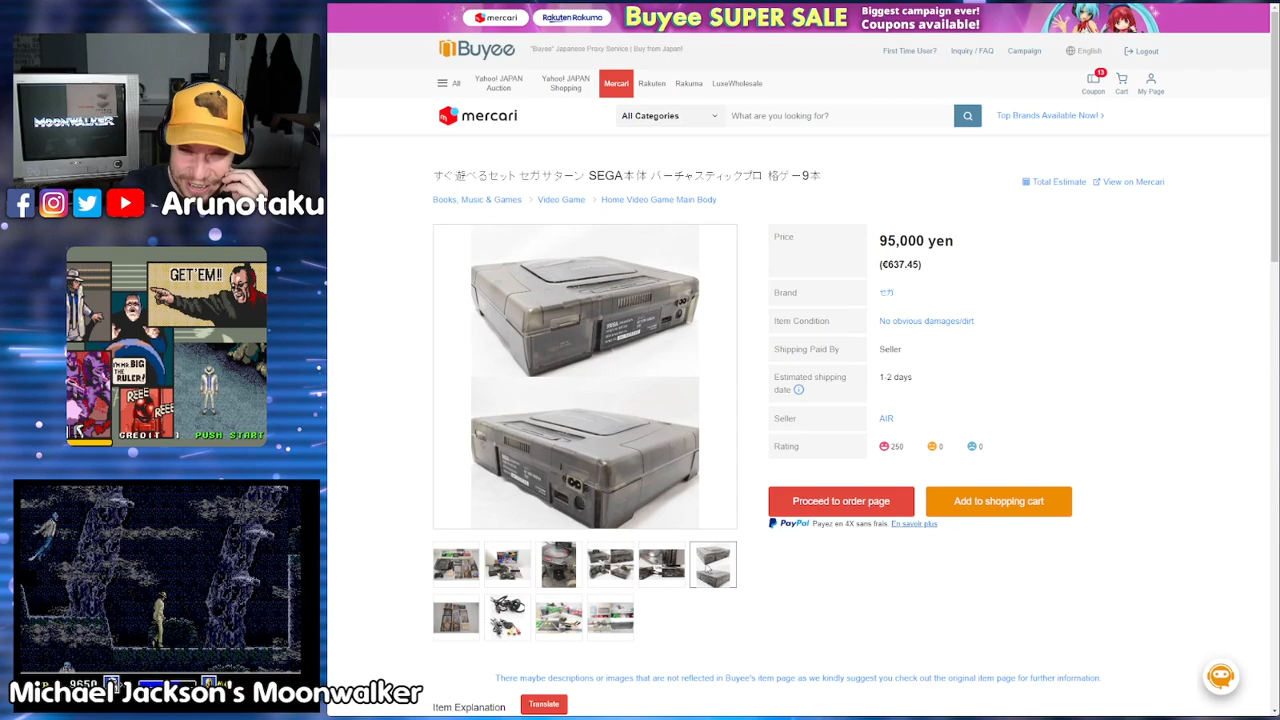 mercari
Rakuten Rakuma
Buyee SUPER SALE
Biggest campaign ever!
Coupons available!
Buyee
"Buyee" Japanese Proxy Service | Buy from Japan!
First Time User?
Inquiry / FAQ
Campaign
English
Logout
All
Yahoo! JAPAN
Auction
Yahoo! JAPAN
Shopping
Mercari
Rakuten
Rakuma
LuxeWholesale
13
Coupon
Cart
My Page
mercari
All Categories
What are you looking for?
Top Brands Available Now! ›
すぐ遊べるセット セガサターン SEGA本体 バーチャスティックプロ 格ゲー9本
Total Estimate
View on Mercari
Books, Music & Games
Video Game
Home Video Game Main Body
Price
95,000 yen
(€637.45)
Brand
セガ
Item Condition
No obvious damages/dirt
Shipping Paid By
Seller
Estimated shipping
date
1-2 days
Seller
AIR
Rating
250
0
0
Proceed to order page
Add to shopping cart
PayPal Payez en 4X sans frais. En savoir plus
There maybe descriptions or images that are not reflected in Buyee's item page as we kindly suggest you check out the original item page for further information.
Item Explanation
Translate
MOONWALKER
Arunotaku
GET 'EM!!
I'M MR. BIG
THE
RULER!
REEE
REEE
CREDIT
PUSH START
9650
Michael Jackson's Moonwalker